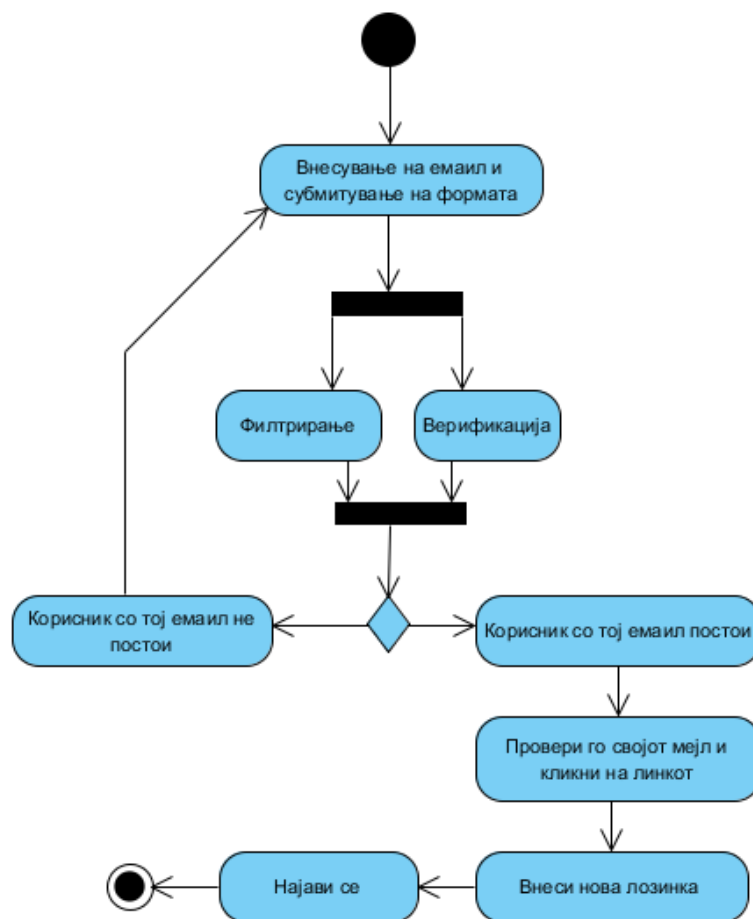 Внесување на емаил и
субмитување на формата
Филтрирање
Верификација
Корисник со тој емаил не
постои
Корисник со тој емаил постои
Провери го својот мејл и
кликни на линкот
Внеси нова лозинка
Најави се